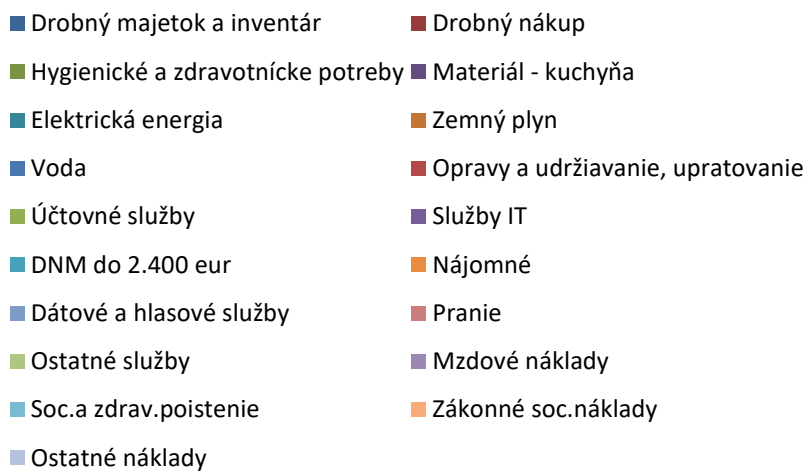 Drobný majetok a inventár Drobný nákup
Hygienické a zdravotnícke potreby Materiál - kuchyňa
Elektrická energia Zemný plyn
Voda Opravy a udržiavanie, upratovanie
Účtovné služby Služby IT
DNM do 2.400 eur Nájomné
Dátové a hlasové služby Pranie
Ostatné služby Mzdové náklady
Soc.a zdrav.poistenie Zákonné soc.náklady
Ostatné náklady